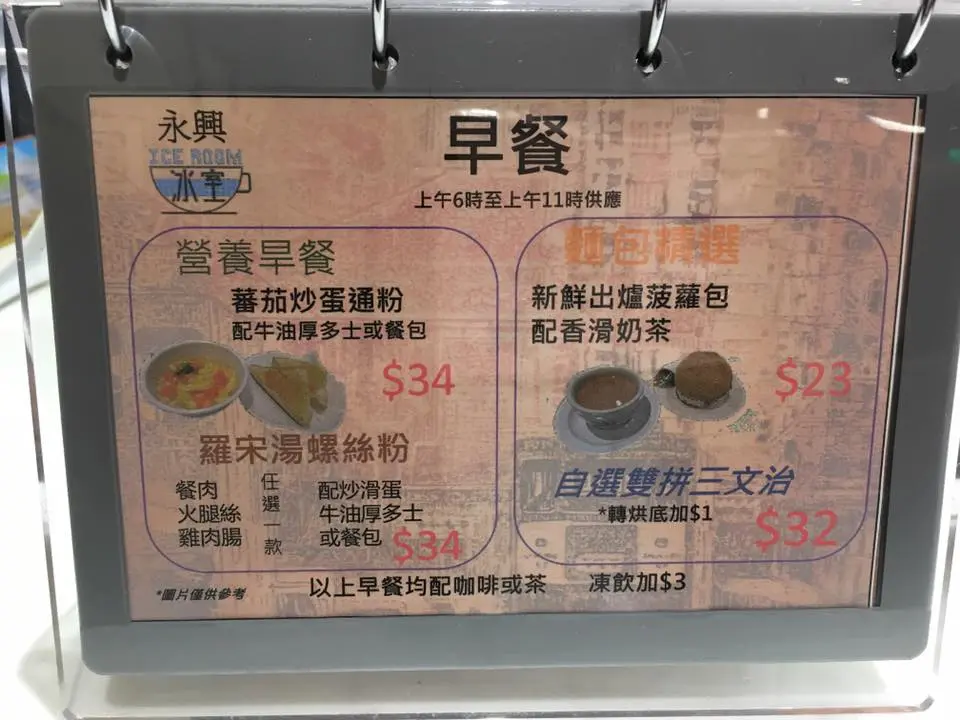 永興
ICE ROOM
冰室
早餐
上午6時至上午11時供應
營養早餐
蕃茄炒蛋通粉
配牛油厚多士或餐包
$34
羅宋湯螺絲粉
餐肉
火腿絲
雞肉腸
任選一款
配炒滑蛋
牛油厚多士
或餐包
$34
麵包精選
新鮮出爐菠蘿包
配香滑奶茶
$23
自選雙拼三文治
*轉烘底加$1
$32
*圖片僅供參考
以上早餐均配咖啡或茶 凍飲加$3